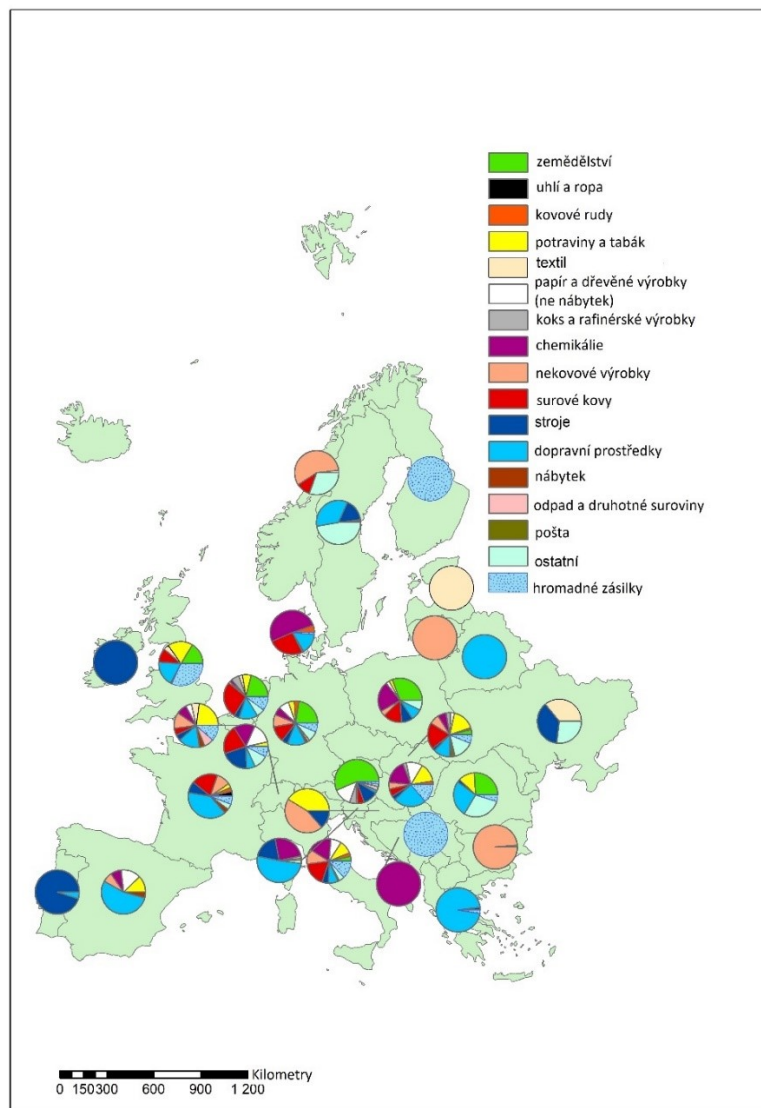 zemědělství
uhlí a ropa
kovové rudy
potraviny a tabák
textil
papír a dřevěné výrobky
(ne nábytek)
koks a rafinérské výrobky
chemikálie
nekovové výrobky
surové kovy
stroje
dopravní prostředky
nábytek
odpad a druhotné suroviny
pošta
ostatní
hromadné zásilky
Kilometry
0 150 300 600 900 1 200